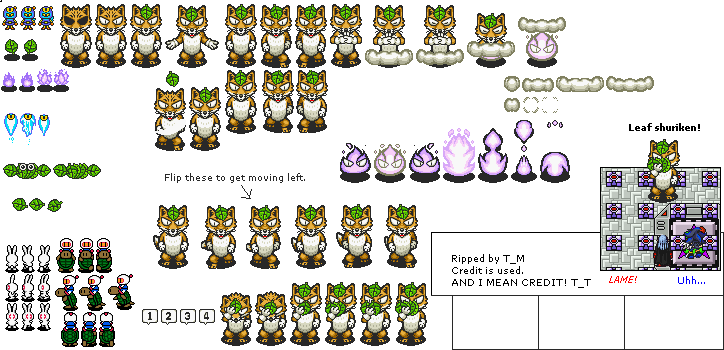 Leaf shuriken!
Flip these to get moving left.
Ripped by T_M
Credit is used.
AND I MEAN CREDIT! T_T
LAME!
Uhh...
1 2 3 4